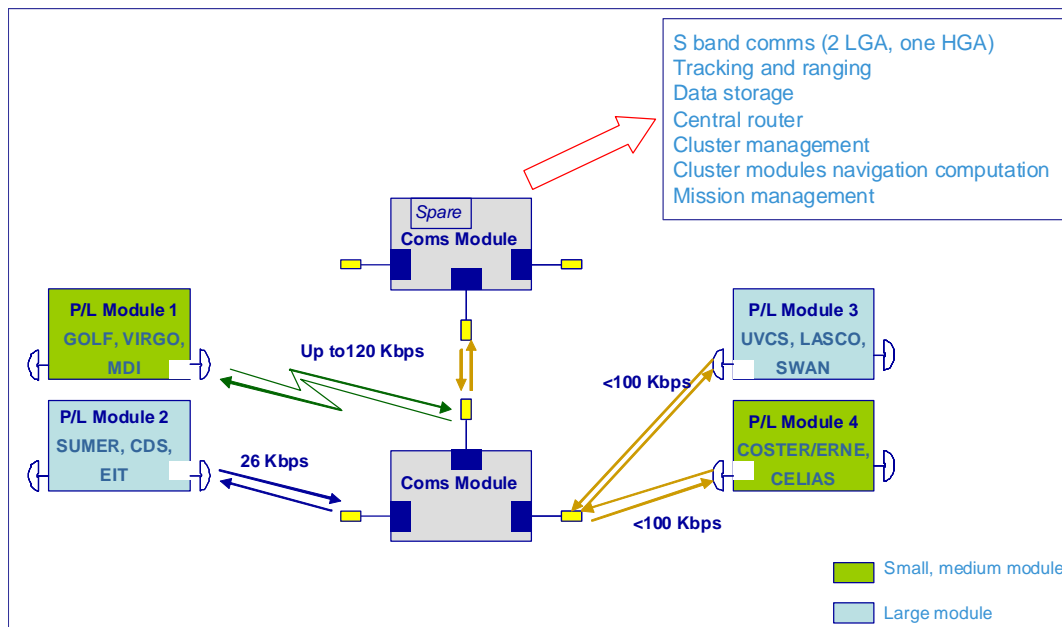 S band comms (2 LGA, one HGA)
Tracking and ranging
Data storage
Central router
Cluster management
Cluster modules navigation computation
Mission management
Spare
Coms Module
P/L Module 1
GOLF, VIRGO,
MDI
Up to120 Kbps
P/L Module 3
UVCS, LASCO,
SWAN
<100 Kbps
P/L Module 2
SUMER, CDS,
EIT
26 Kbps
Coms Module
P/L Module 4
COSTER/ERNE,
CELIAS
<100 Kbps
Small, medium module
Large module